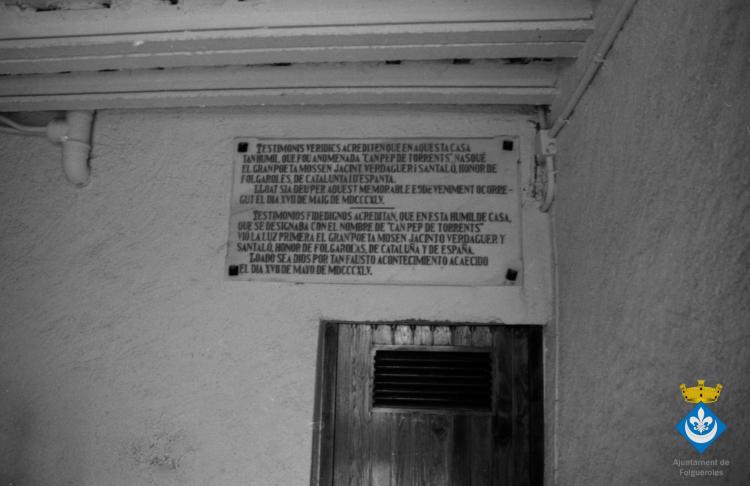 TESTIMONIS VERIDICS ACREDITEN QUE EN AQUESTA CASA
TAN HUMIL, QUE FOU ANOMENADA "CAN PEP DE TORRENTS", NASQUÉ
EL GRAN POETA MOSSEN JACINT VERDAGUER I SANTALÓ, HONOR DE
FOLGAROLES, DE CATALUNYA I D'ESPANYA.
LLOAT SIA DEU PER AQUEST MEMORABLE ESDEVENIMENT OCORRE-
GUT EL DIA XVII DE MAIG DE MDCCCXLV.
TESTIMONIOS FIDEDIGNOS ACREDITAN, QUE EN ESTA HUMILDE CASA,
QUE SE DESIGNABA CON EL NOMBRE DE "CAN PEP DE TORRENTS"
VIÓ LA LUZ PRIMERA EL GRAN POETA MOSEN JACINTO VERDAGUER Y
SANTALÓ, HONOR DE FOLGAROLAS, DE CATALUÑA Y DE ESPAÑA.
LOADO SEA DIOS POR TAN FAUSTO ACONTECIMIENTO ACAECIDO
EL DIA XVII DE MAYO DE MDCCCXLV.
Ajuntament de
Folgueroles